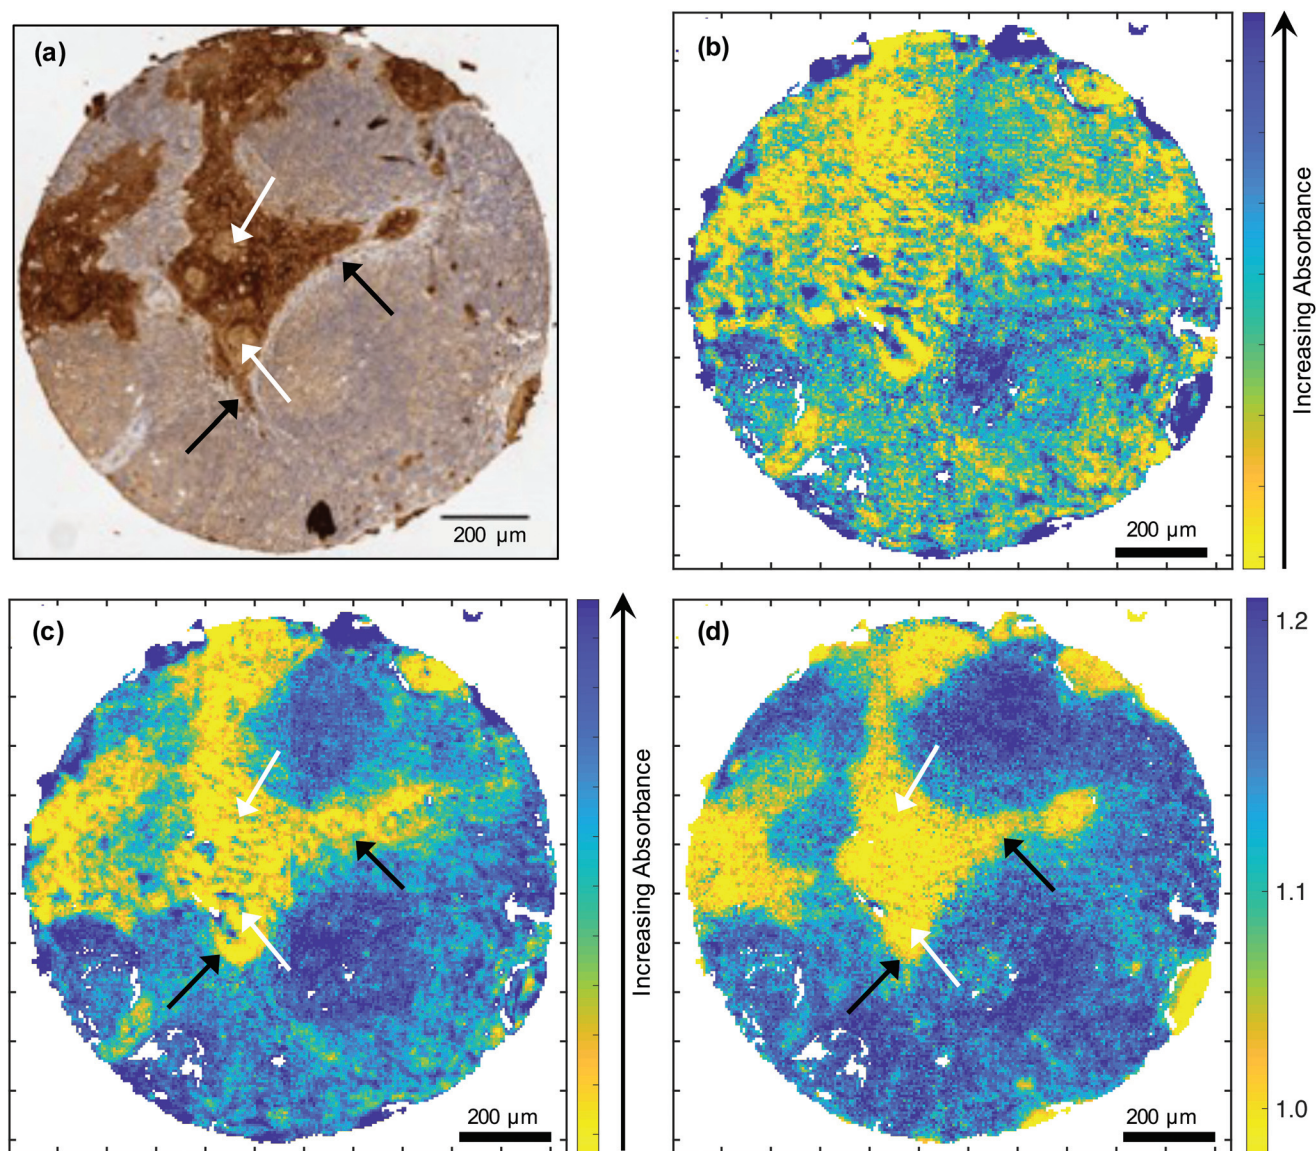 (a)
200 µm
(b)
200 µm
Increasing Absorbance
(c)
200 µm
Increasing Absorbance
(d)
200 µm
1.2
1.1
1.0